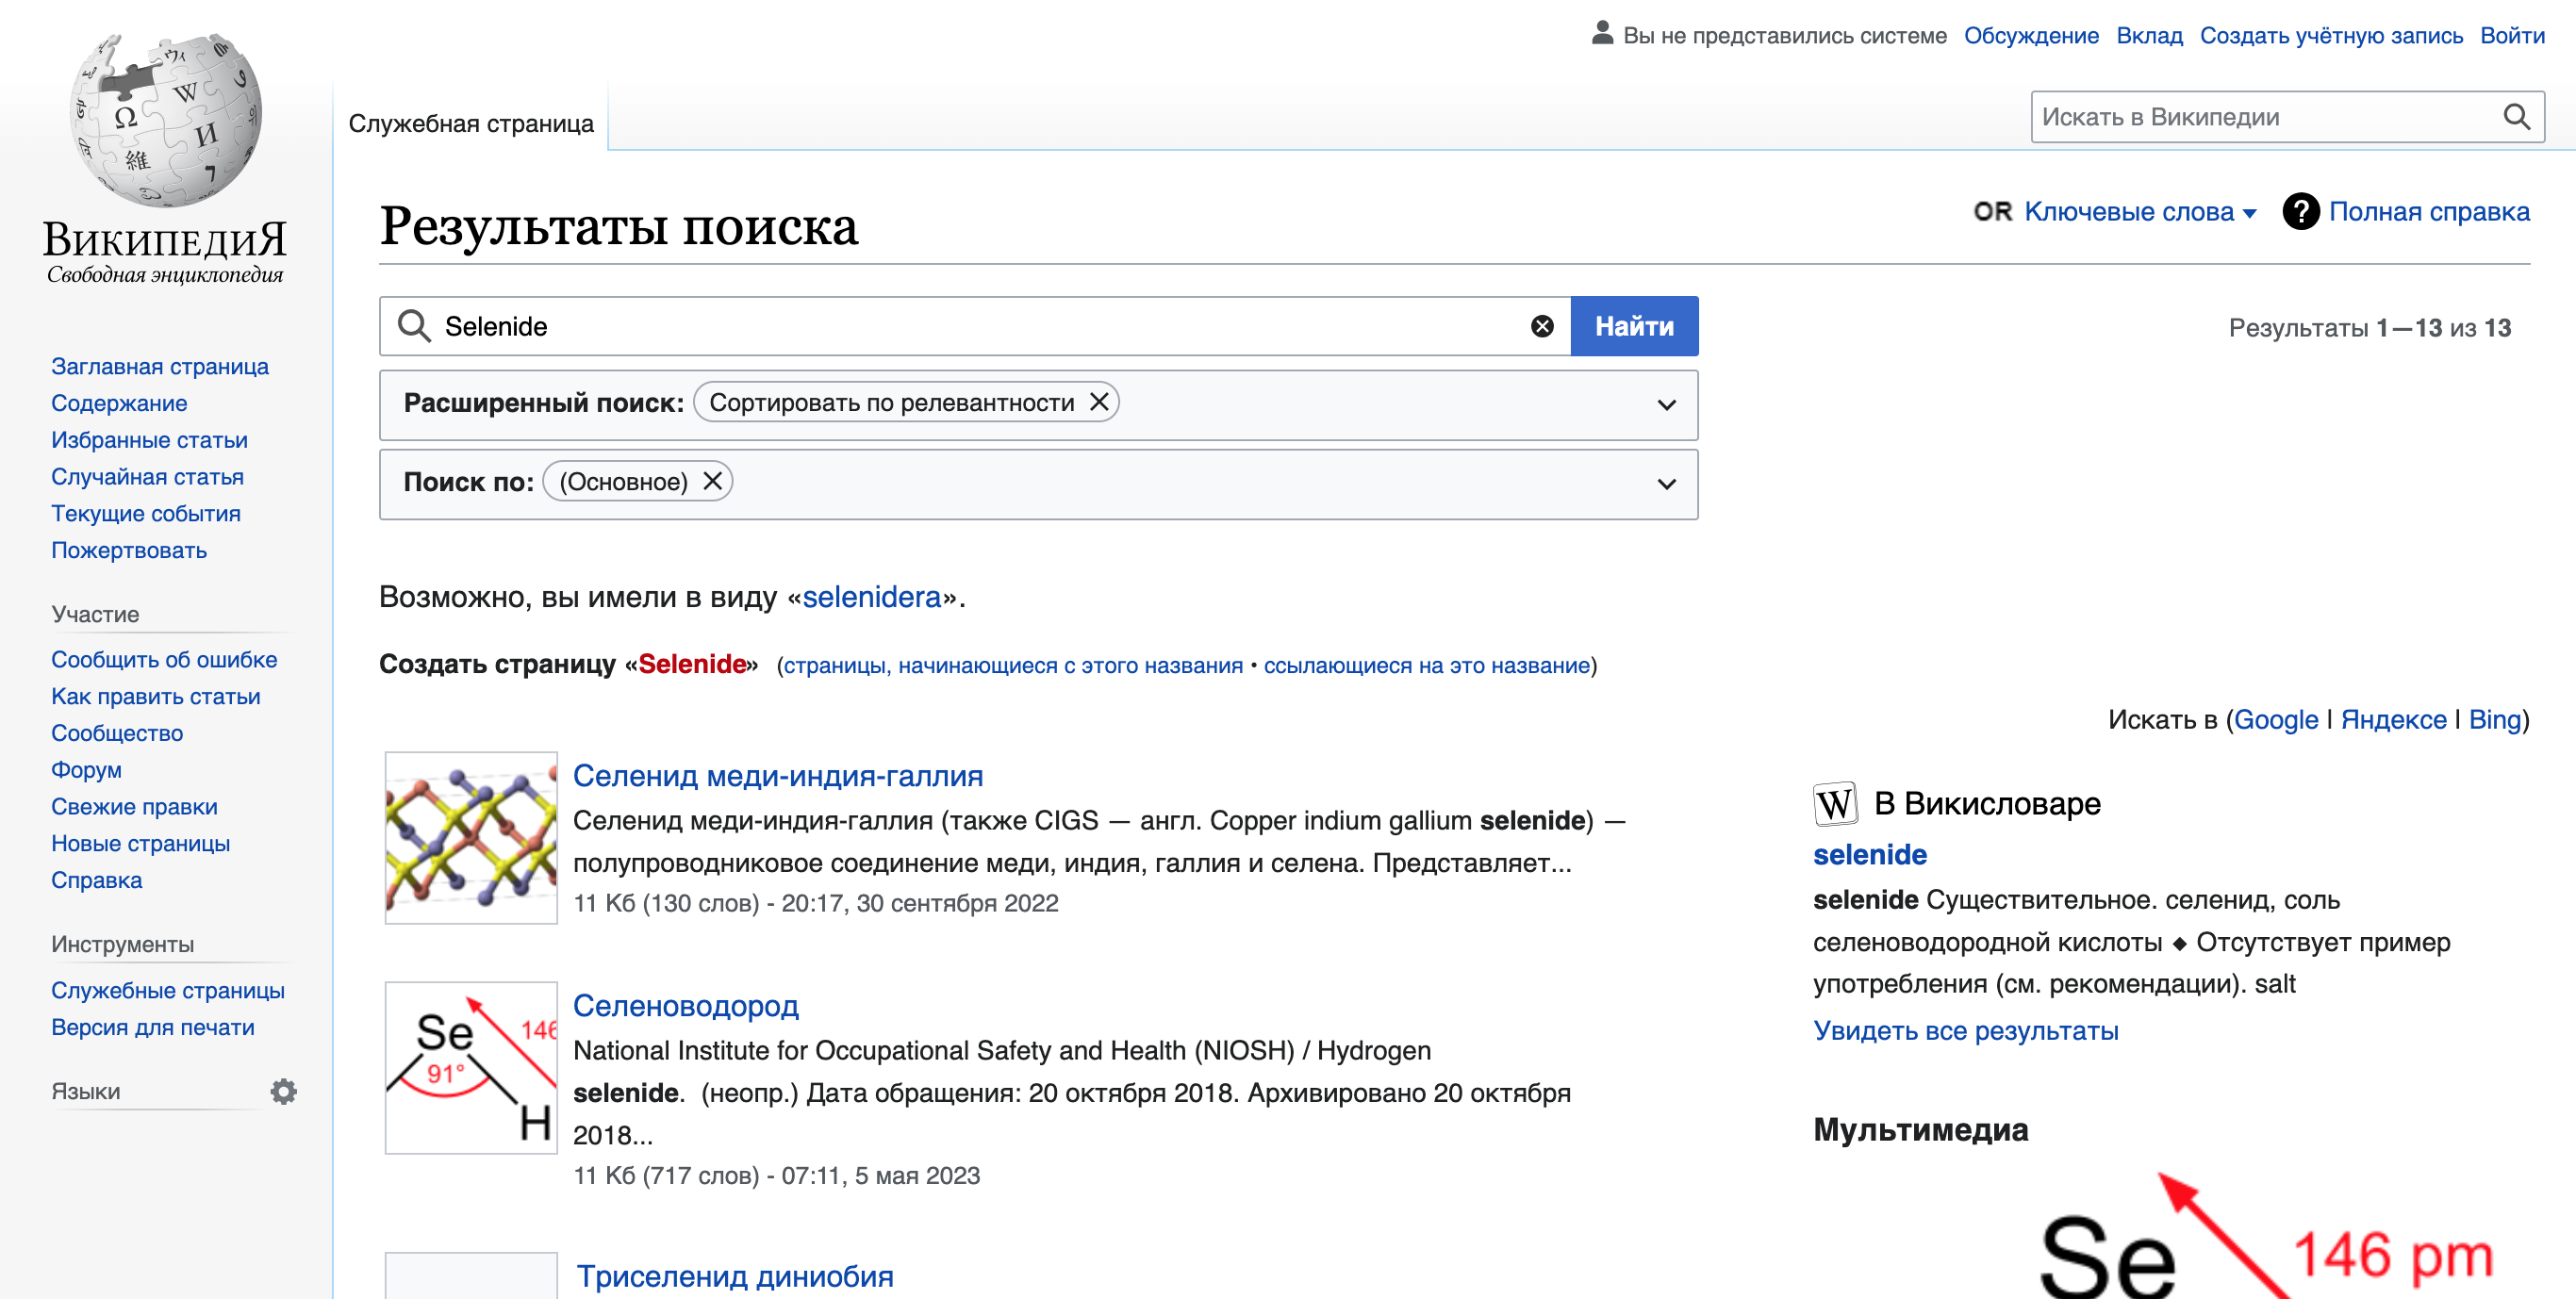 Вы не представились системе Обсуждение Вклад Создать учётную запись Войти
Служебная страница
Искать в Википедии
ВикипедиЯ
Свободная энциклопедия
Заглавная страница
Содержание
Избранные статьи
Случайная статья
Текущие события
Пожертвовать
Участие
Сообщить об ошибке
Как править статьи
Сообщество
Форум
Свежие правки
Новые страницы
Справка
Инструменты
Служебные страницы
Версия для печати
Языки
Результаты поиска
OR Ключевые слова ? Полная справка
Selenide
Найти
Результаты 1—13 из 13
Расширенный поиск: Сортировать по релевантности
Поиск по: (Основное)
Возможно, вы имели в виду «selenidera».
Создать страницу «Selenide» (страницы, начинающиеся с этого названия • ссылающиеся на это название)
Искать в (Google | Яндексе | Bing)
Селенид меди-индия-галлия
Селенид меди-индия-галлия (также CIGS — англ. Copper indium gallium selenide) —
полупроводниковое соединение меди, индия, галлия и селена. Представляет...
11 Кб (130 слов) - 20:17, 30 сентября 2022
Se
146
91°
H
Селеноводород
National Institute for Occupational Safety and Health (NIOSH) / Hydrogen
selenide. (неопр.) Дата обращения: 20 октября 2018. Архивировано 20 октября
2018...
11 Кб (717 слов) - 07:11, 5 мая 2023
Триселенид диниобия
W В Викисловаре
selenide
selenide Существительное. селенид, соль
селеноводородной кислоты ◆ Отсутствует пример
употребления (см. рекомендации). salt
Увидеть все результаты
Мультимедиа
Se 146 pm